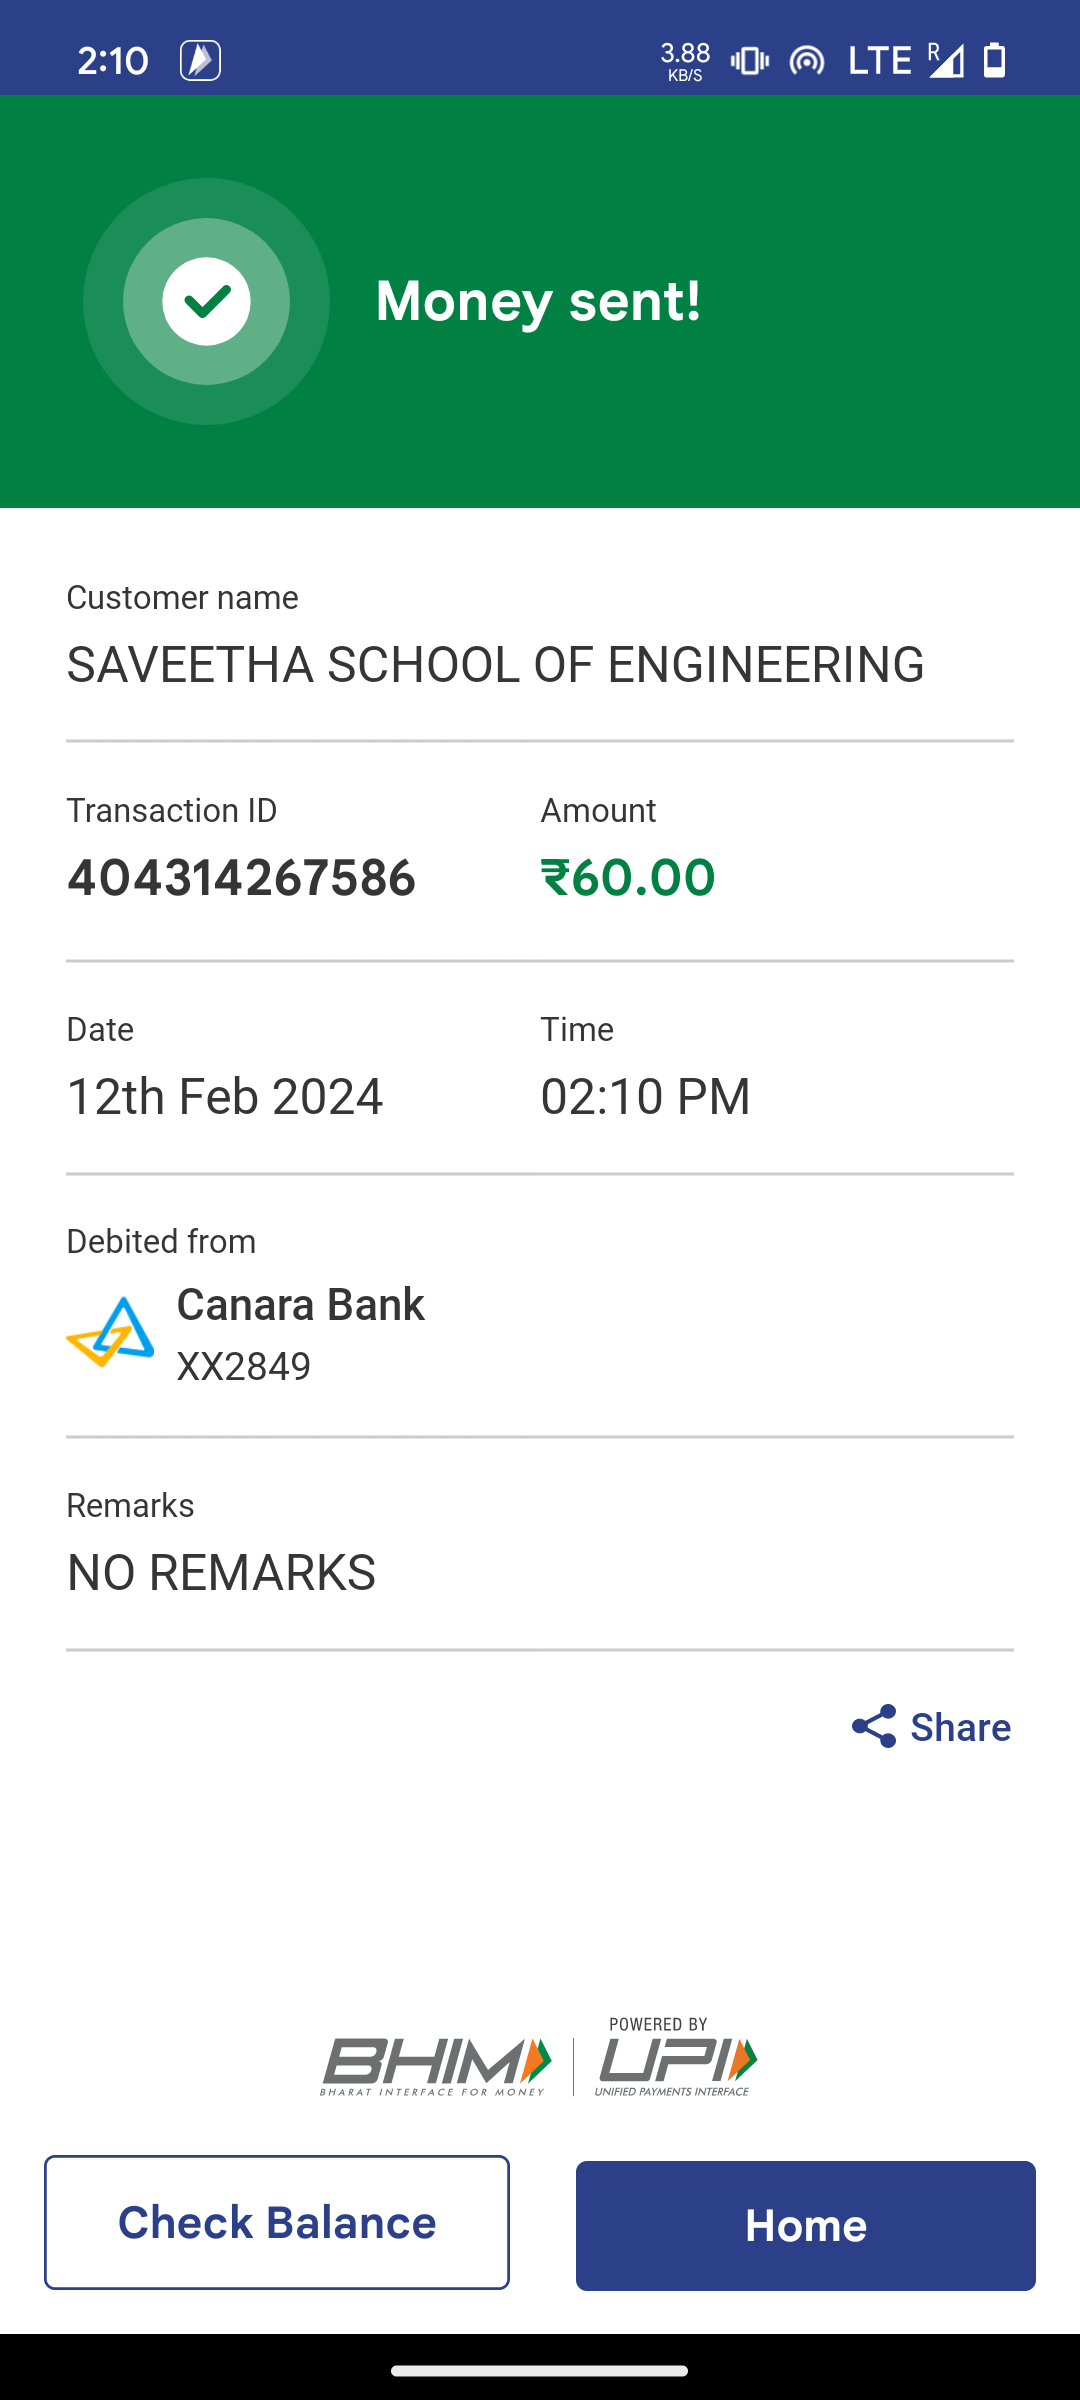 2:10
3.88
KB/S
LTE
R
Money sent!
Customer name
SAVEETHA SCHOOL OF ENGINEERING
Transaction ID
Amount
404314267586
₹60.00
Date
Time
12th Feb 2024
02:10 PM
Debited from
Canara Bank
XX2849
Remarks
NO REMARKS
Share
POWERED BY
BHIM
UPI
BHARAT INTERFACE FOR MONEY
UNIFIED PAYMENTS INTERFACE
Check Balance
Home